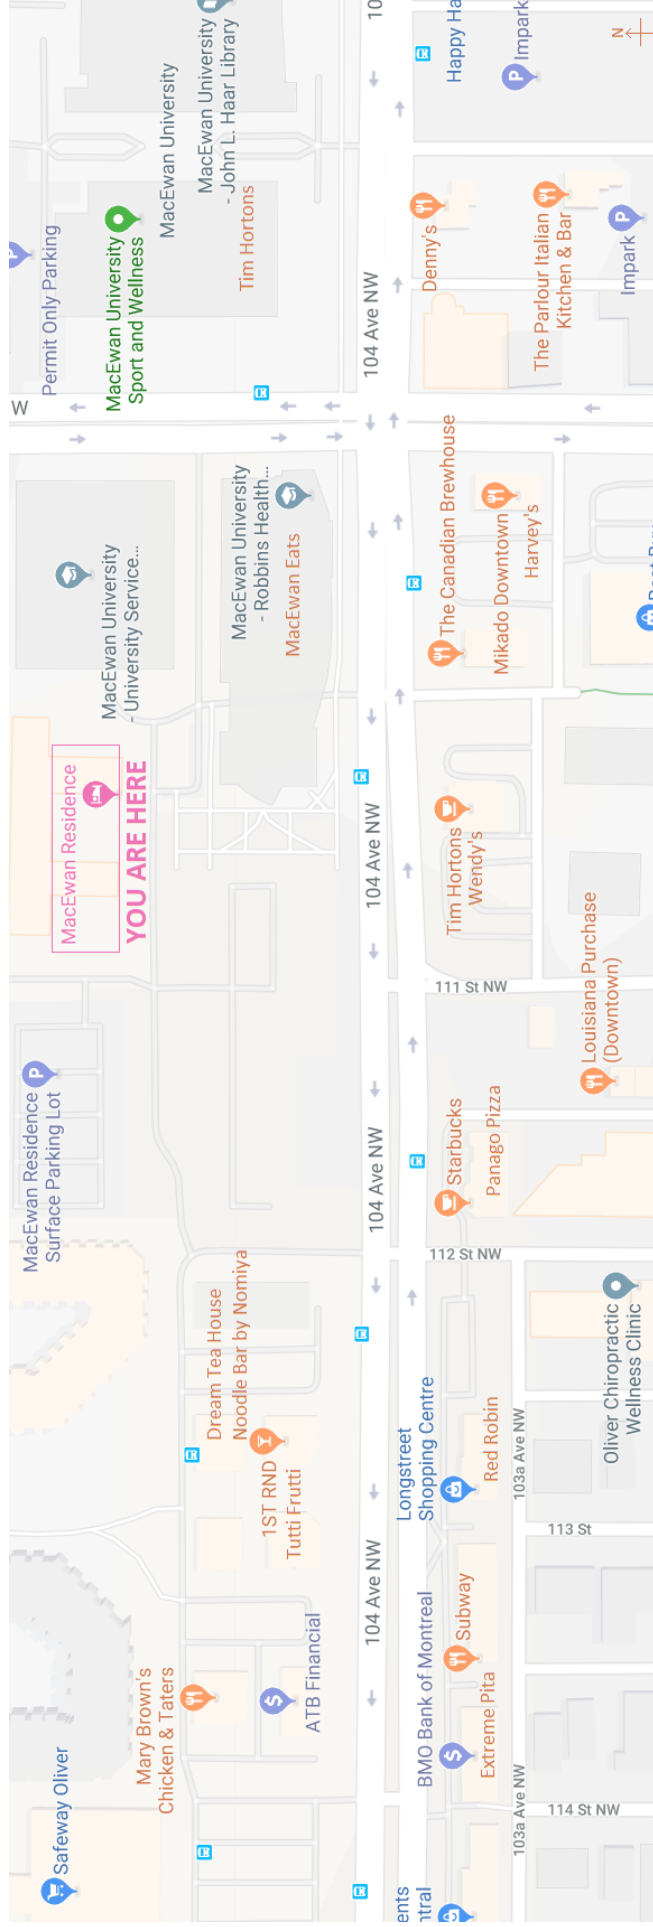 Safeway Oliver
MacEwan Residence
Surface Parking Lot
MacEwan Residence
YOU ARE HERE
W
Permit Only Parking
MacEwan University
- University Service...
MacEwan University
Sport and Wellness
MacEwan University
MacEwan University
- John L. Haar Library
Tim Hortons
Mary Brown's
Chicken & Taters
Dream Tea House
Noodle Bar by Nomiya
1ST RND
Tutti Frutti
ATB Financial
MacEwan University
- Robbins Health...
MacEwan Eats
104 Ave NW
104 Ave NW
104 Ave NW
104 Ave NW
10
ents
ntral
BMO Bank of Montreal
Extreme Pita
Subway
Longstreet
Shopping Centre
Red Robin
112 St NW
Starbucks
Panago Pizza
111 St NW
Tim Hortons
Wendy's
The Canadian Brewhouse
Mikado Downtown
Harvey's
Denny's
The Parlour Italian
Kitchen & Bar
Happy Ha
Impark
Impark
N
103a Ave NW
103a Ave NW
114 St NW
113 St
Oliver Chiropractic
Wellness Clinic
Louisiana Purchase
(Downtown)